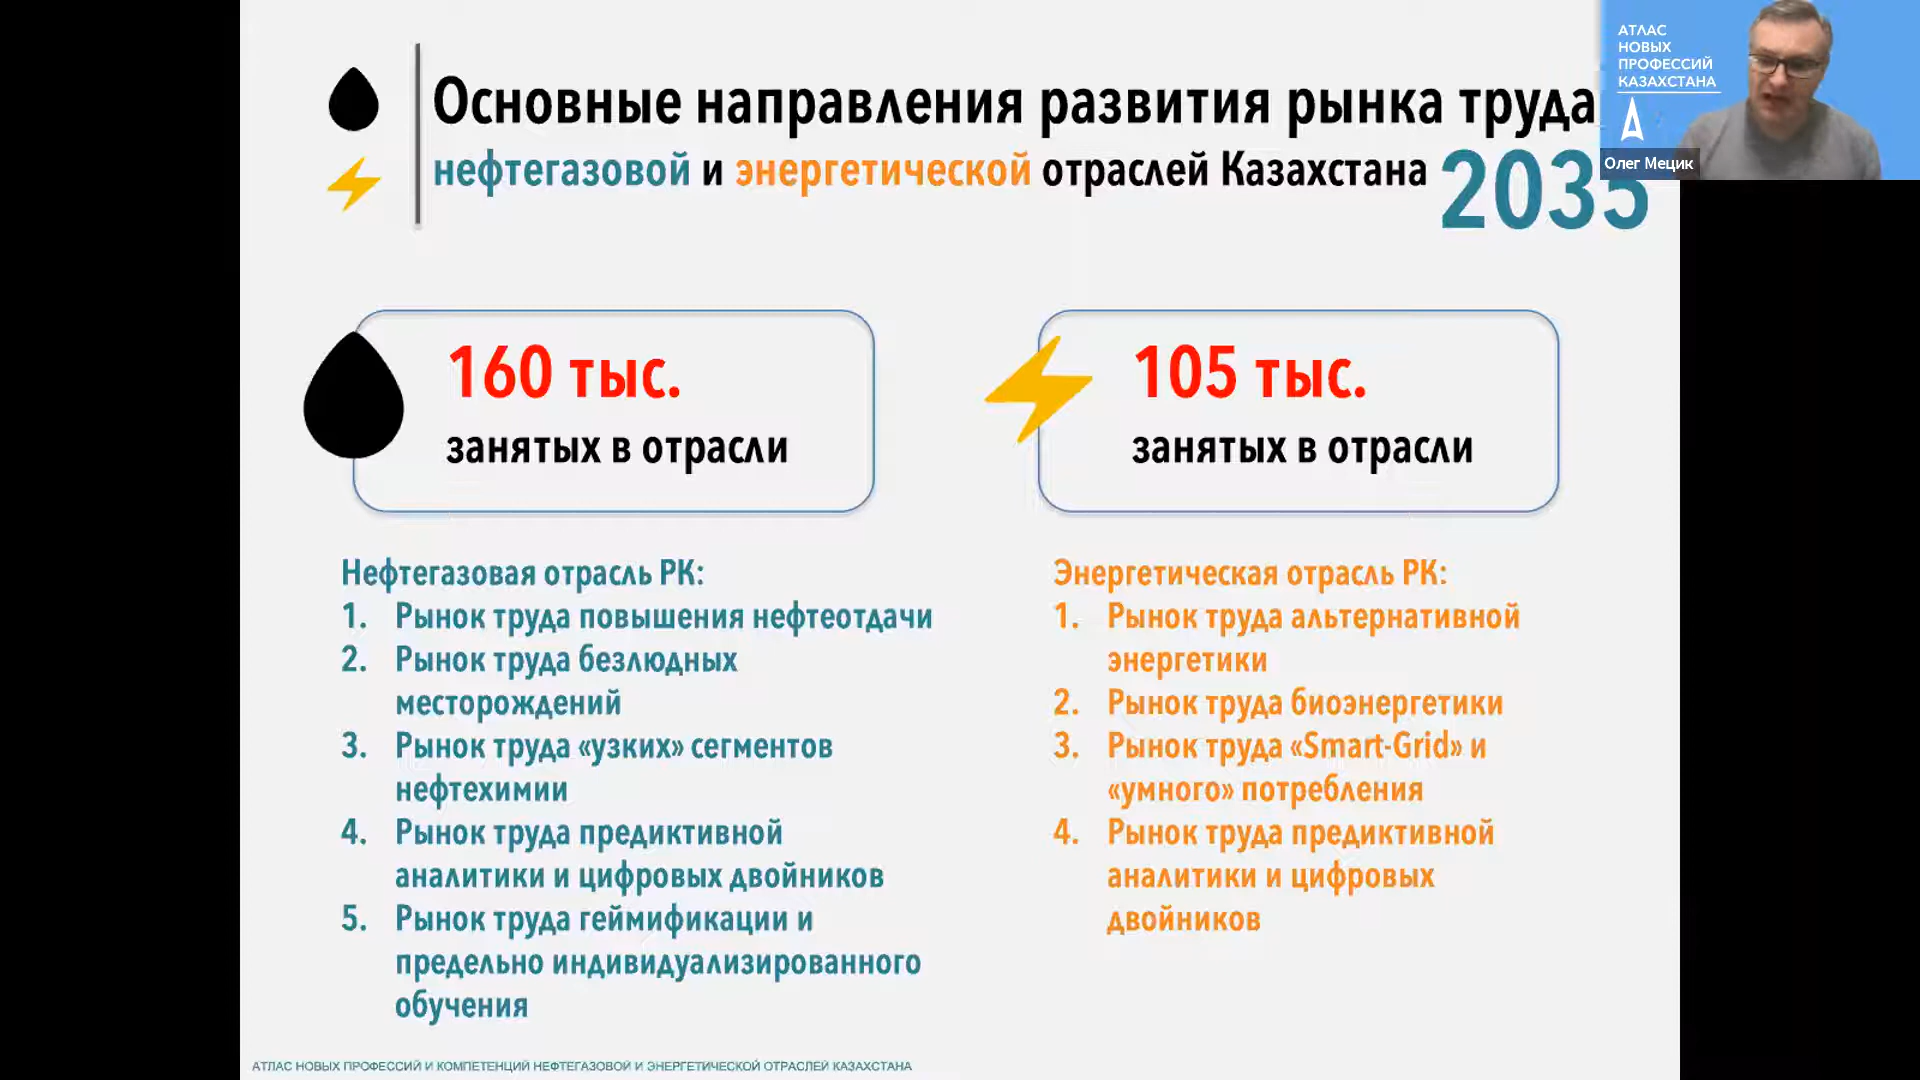 Основные направления развития рынка труда
нефтегазовой и энергетической отраслей Казахстана
2035
АТЛАС
НОВЫХ
ПРОФЕССИЙ
КАЗАХСТАНА
Олег Мецик
160 тыс.
занятых в отрасли
105 тыс.
занятых в отрасли
Нефтегазовая отрасль РК:
1. Рынок труда повышения нефтеотдачи
2. Рынок труда безлюдных
месторождений
3. Рынок труда «узких» сегментов
нефтехимии
4. Рынок труда предиктивной
аналитики и цифровых двойников
5. Рынок труда геймификации и
предельно индивидуализированного
обучения
Энергетическая отрасль РК:
1. Рынок труда альтернативной
энергетики
2. Рынок труда биоэнергетики
3. Рынок труда «Smart-Grid» и
«умного» потребления
4. Рынок труда предиктивной
аналитики и цифровых
двойников
АТЛАС НОВЫХ ПРОФЕССИЙ И КОМПЕТЕНЦИЙ НЕФТЕГАЗОВОЙ И ЭНЕРГЕТИЧЕСКОЙ ОТРАСЛЕЙ КАЗАХСТАНА